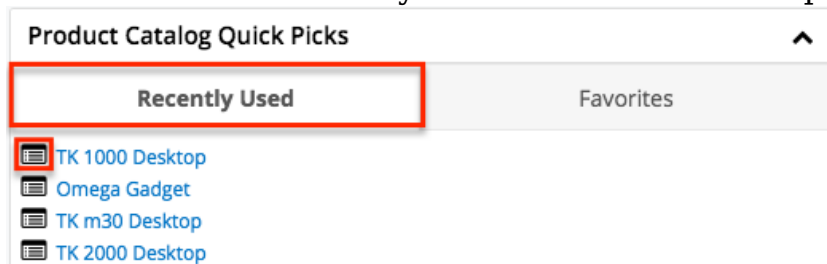 Product Catalog Quick Picks
Recently Used Favorites
TK 1000 Desktop
Omega Gadget
TK m30 Desktop
TK 2000 Desktop